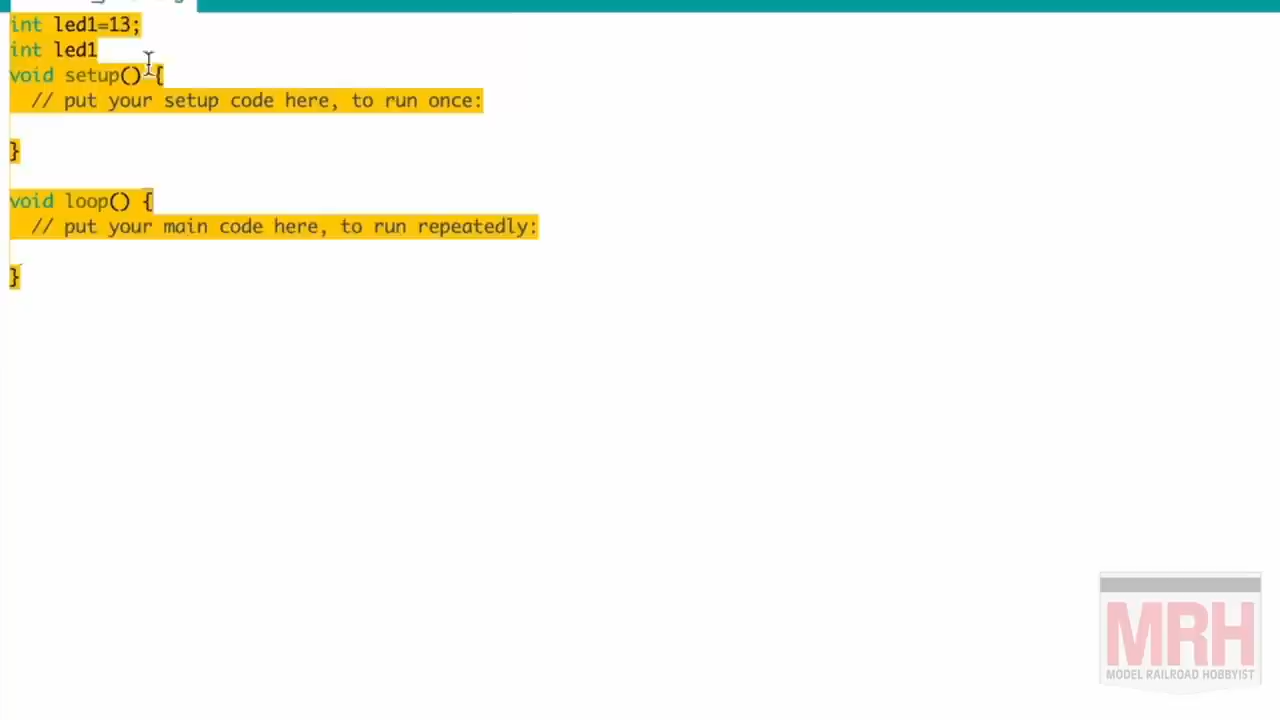 int led1=13;
int led1
void setup() {
  // put your setup code here, to run once:

}

void loop() {
  // put your main code here, to run repeatedly:

}
MRH
MODEL RAILROAD HOBBYIST